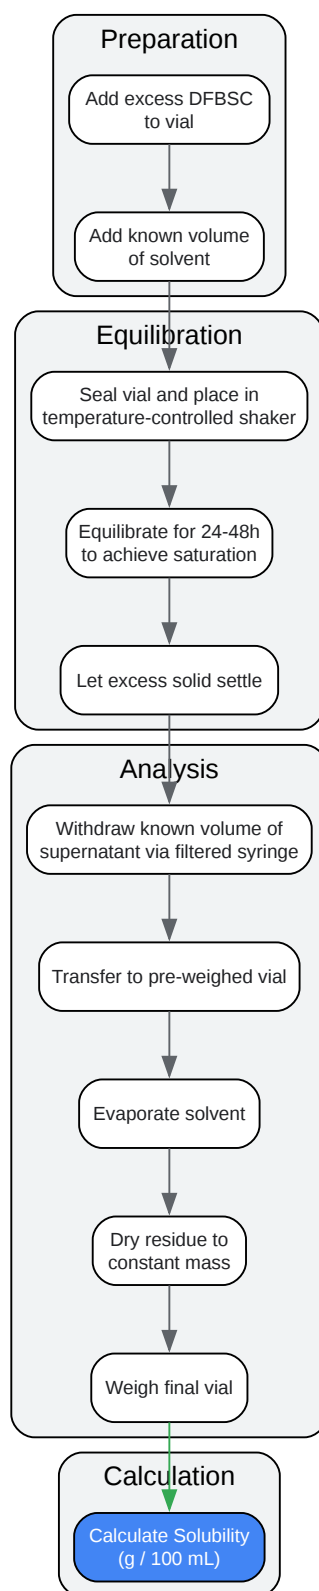 Preparation
Add excess DFBSC
to vial
Add known volume
of solvent
Equilibration
Seal vial and place in
temperature-controlled shaker
Equilibrate for 24-48h
to achieve saturation
Let excess solid settle
Analysis
Withdraw known volume of
supernatant via filtered syringe
Transfer to pre-weighed vial
Evaporate solvent
Dry residue to
constant mass
Weigh final vial
Calculation
Calculate Solubility
(g / 100 mL)